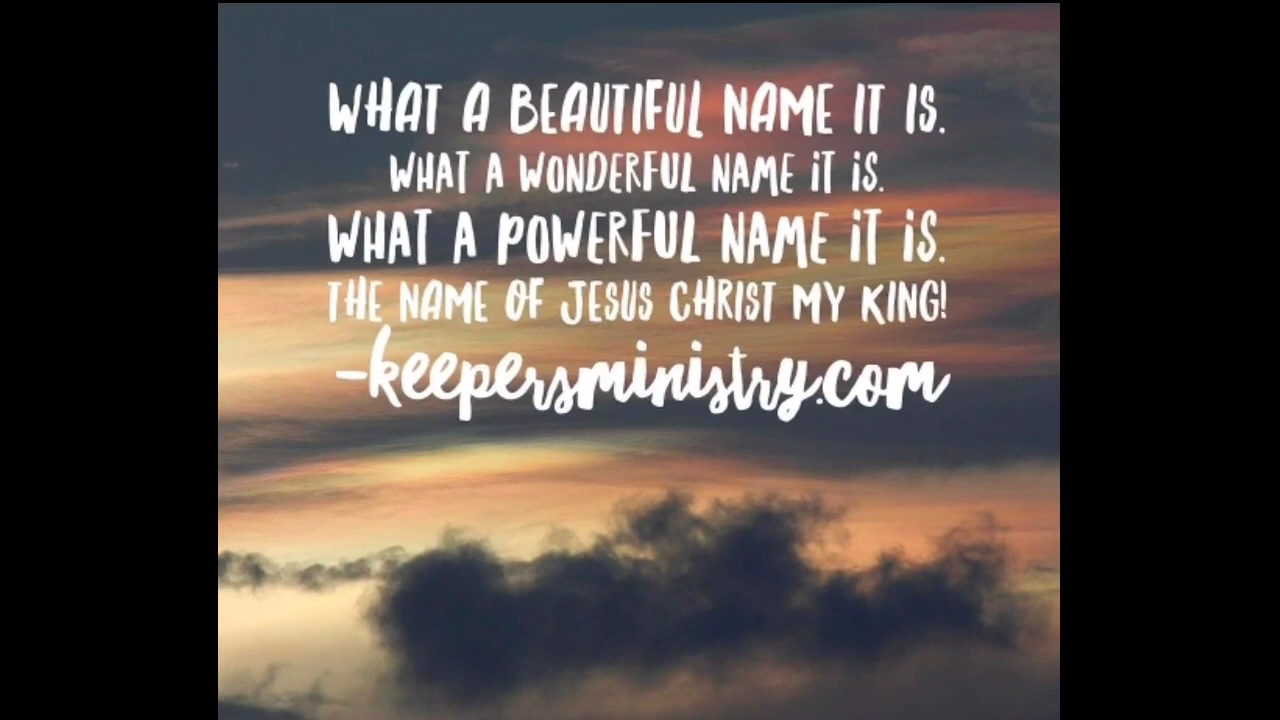 WHAT A BEAUTIFUL NAME IT IS.
WHAT A WONDERFUL NAME IT IS.
WHAT A POWERFUL NAME IT IS.
THE NAME OF JESUS CHRIST MY KING!
-keepersministry.com